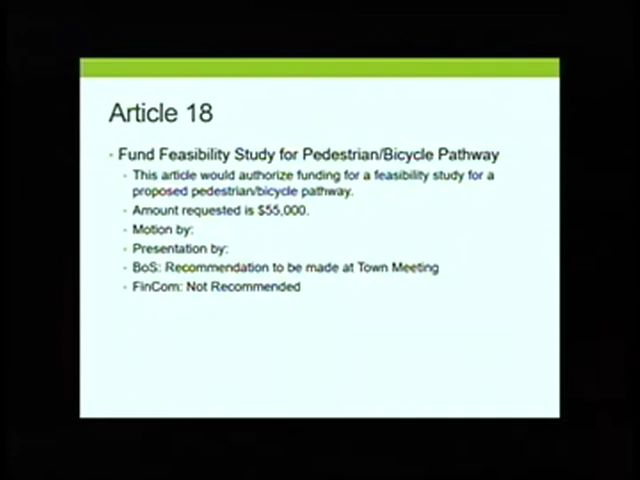 Article 18
Fund Feasibility Study for Pedestrian/Bicycle Pathway
This article would authorize funding for a feasibility study for a
proposed pedestrian/bicycle pathway.
Amount requested is $55,000.
Motion by:
Presentation by:
BoS: Recommendation to be made at Town Meeting
FinCom: Not Recommended